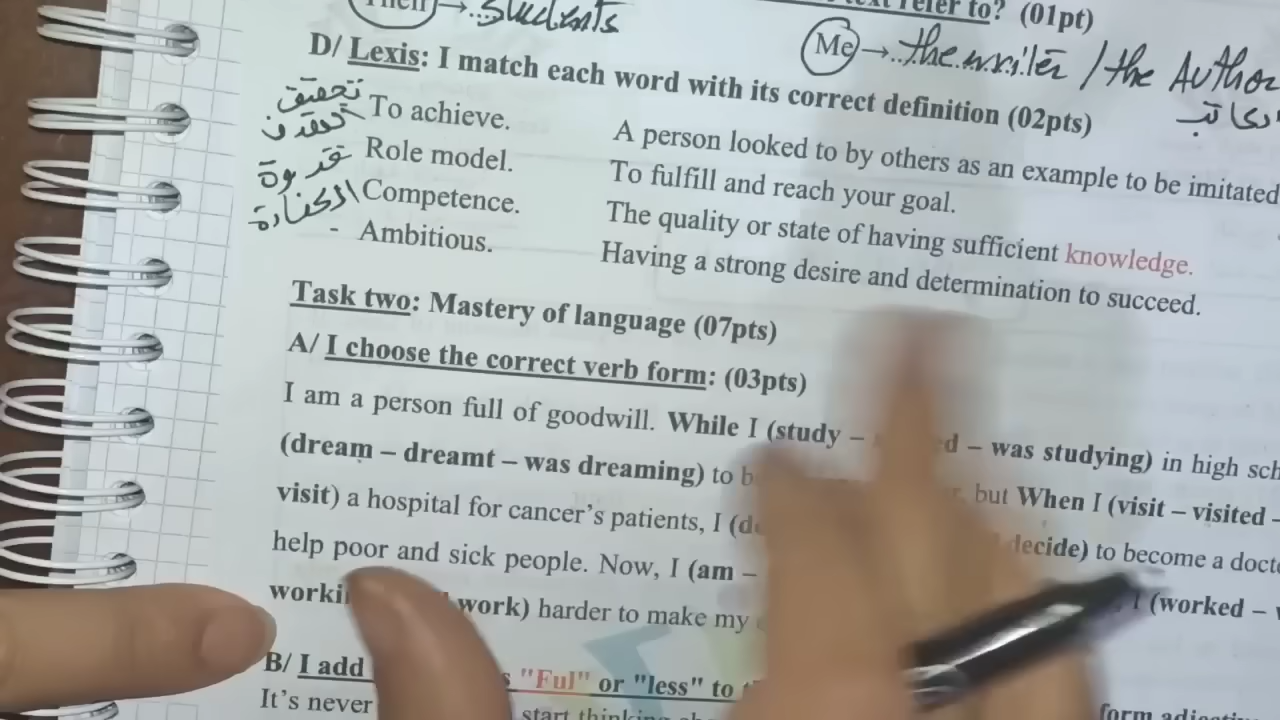 refer to? (01pt)
→ ..Students
Me → ..the writer / the Autho
الكاتب
D/ Lexis: I match each word with its correct definition (02pts)
تحقيق To achieve. A person looked to by others as an example to be imitated
قدوة Role model. To fulfill and reach your goal.
الكفاءة Competence. The quality or state of having sufficient knowledge.
- Ambitious. Having a strong desire and determination to succeed.
Task two: Mastery of language (07pts)
A/ I choose the correct verb form: (03pts)
I am a person full of goodwill. While I (study – – was studying) in high sch
(dream – dreamt – was dreaming) to but When I (visit – visited –
visit) a hospital for cancer's patients, I decide) to become a doct
help poor and sick people. Now, I (am – I (worked –
work) harder to make my
B/ I add "Ful" or "less" to form adjectiv
It's never start thinking